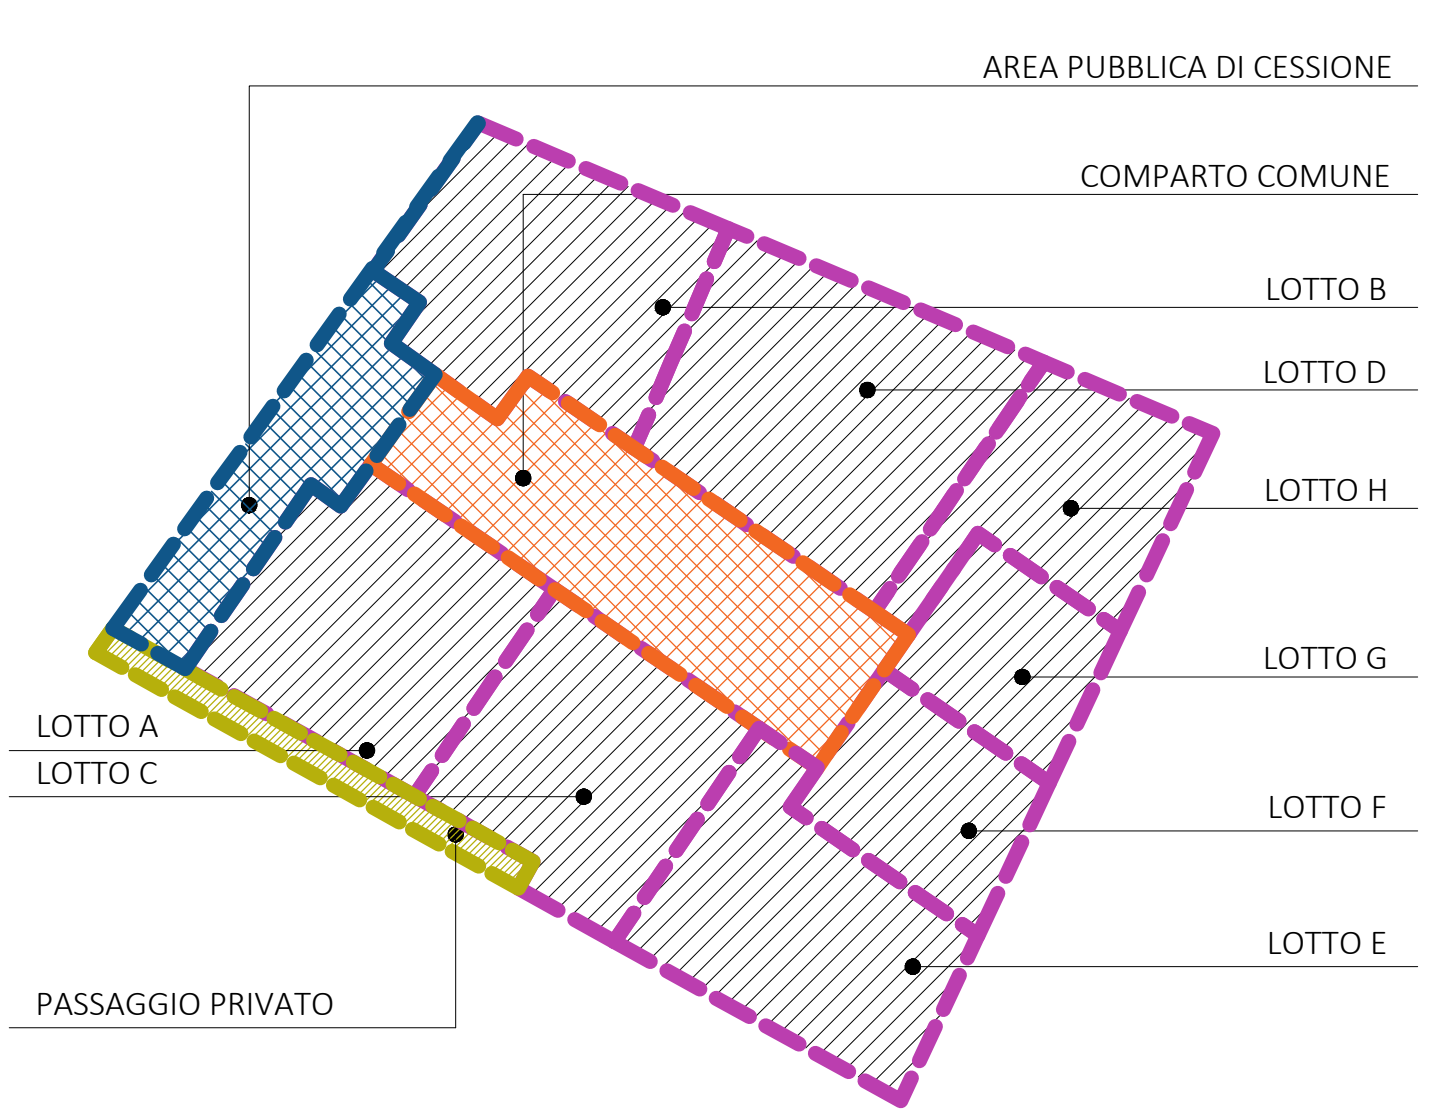 AREA PUBBLICA DI CESSIONE
COMPARTO COMUNE
LOTTO B
LOTTO D
LOTTO H
LOTTO G
LOTTO A
LOTTO C
LOTTO F
LOTTO E
PASSAGGIO PRIVATO